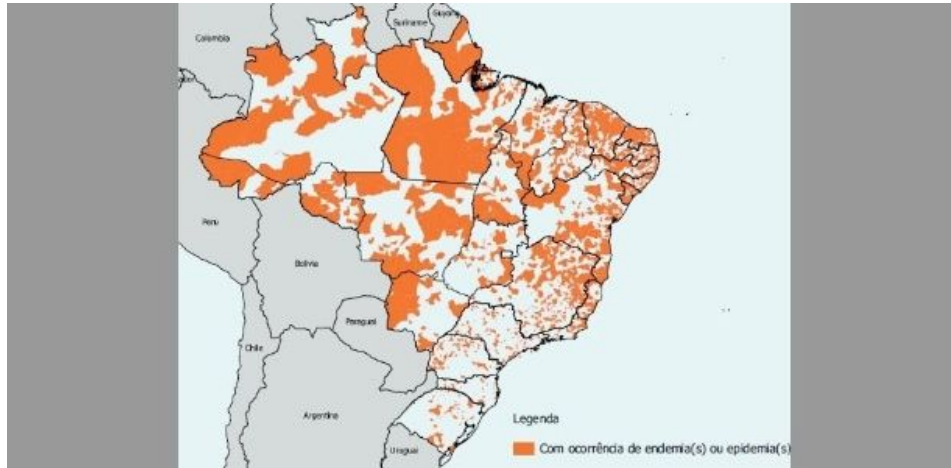 Suriname
Guyana
Colombia
Peru
Bolivia
Paraguai
Chile
Argentina
Uruguai
Legenda
Com ocorrência de endemia(s) ou epidemia(s)